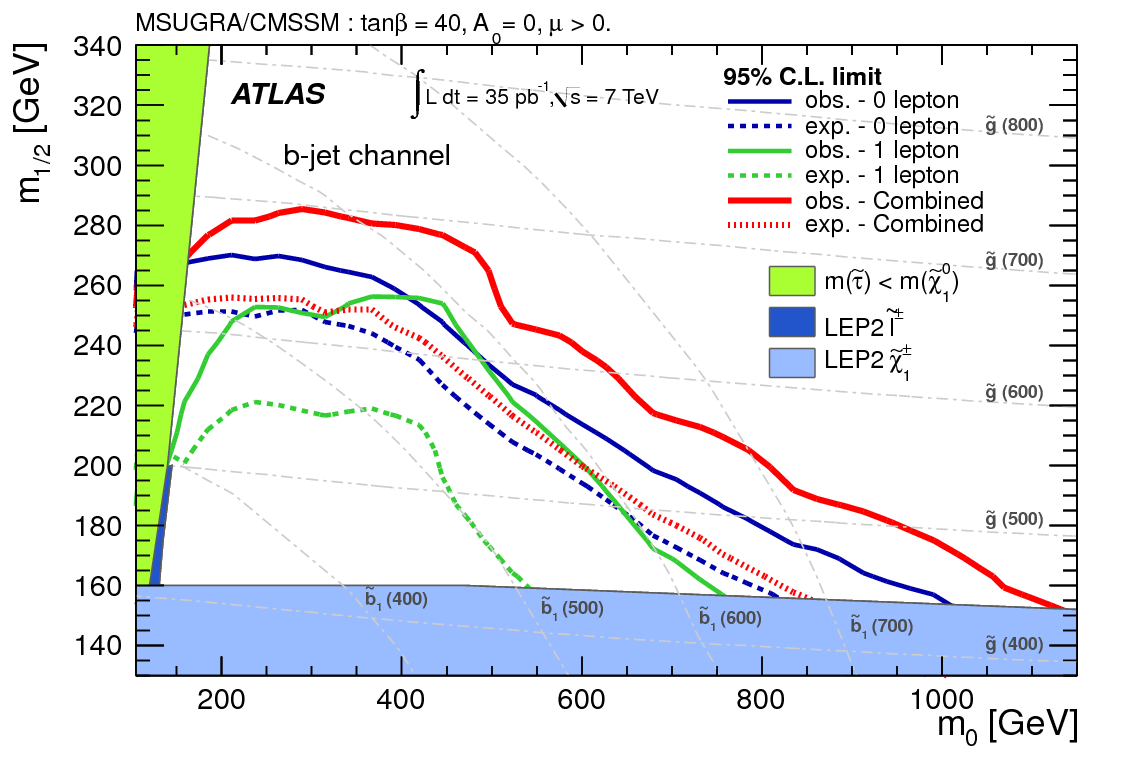 MSUGRA/CMSSM : tanβ = 40, A₀= 0, μ > 0.
m₁/₂ [GeV]
340
320
300
280
260
240
220
200
180
160
140
ATLAS
∫L dt = 35 pb⁻¹,√s = 7 TeV
b-jet channel
95% C.L. limit
obs. - 0 lepton
exp. - 0 lepton
obs. - 1 lepton
exp. - 1 lepton
obs. - Combined
exp. - Combined
m(τ̃) < m(χ̃₁⁰)
LEP2 l̃±
LEP2 χ̃₁±
g̃ (800)
g̃ (700)
g̃ (600)
g̃ (500)
g̃ (400)
b̃₁ (400)
b̃₁ (500)
b̃₁ (600)
b̃₁ (700)
200 400 600 800 1000
m₀ [GeV]